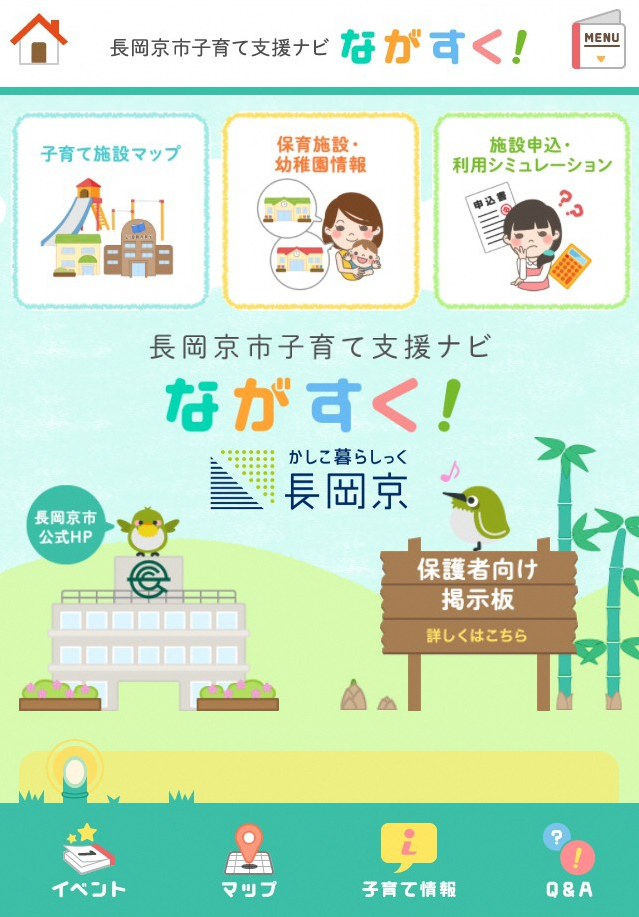 長岡京市子育て支援ナビ ながすく!
MENU
子育て施設マップ
保育施設・
幼稚園情報
施設申込・
利用シミュレーション
申込書
??
長岡京市子育て支援ナビ
ながすく!
かしこ暮らしっく
長岡京
長岡京市
公式HP
保護者向け
掲示板
詳しくはこちら
イベント
マップ
i
子育て情報
? !
Q&A